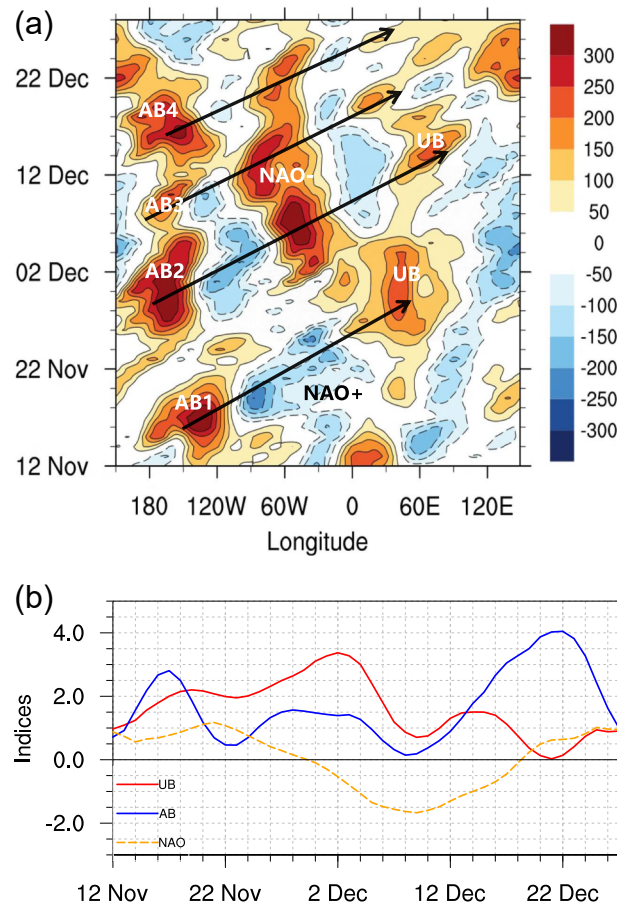 (a)
22 Dec
12 Dec
02 Dec
22 Nov
12 Nov
AB4
AB3
AB2
AB1
NAO-
UB
UB
NAO+
180 120W 60W 0 60E 120E
Longitude
300
250
200
150
100
50
0
-50
-100
-150
-200
-250
-300
(b)
Indices
4.0
2.0
0.0
-2.0
UB
AB
NAO
12 Nov 22 Nov 2 Dec 12 Dec 22 Dec